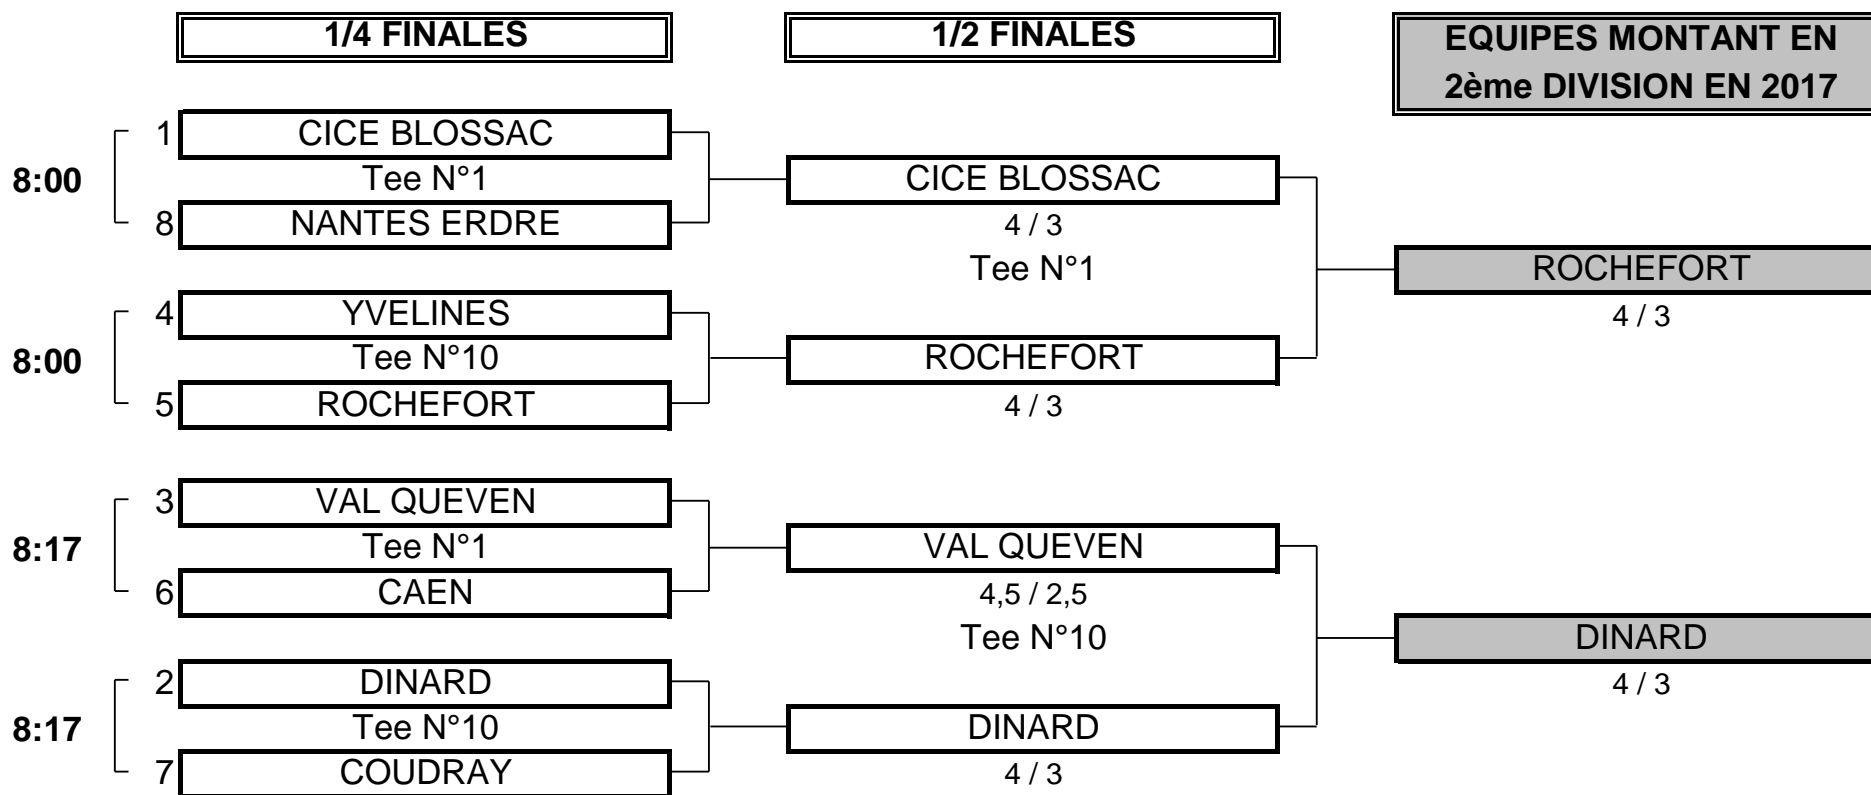 1/4 FINALES
1/2 FINALES
EQUIPES MONTANT EN
2ème DIVISION EN 2017
8:00
1 CICE BLOSSAC
Tee N°1
8 NANTES ERDRE
CICE BLOSSAC
4 / 3
Tee N°1
8:00
4 YVELINES
Tee N°10
5 ROCHEFORT
ROCHEFORT
4 / 3
ROCHEFORT
4 / 3
8:17
3 VAL QUEVEN
Tee N°1
6 CAEN
VAL QUEVEN
4,5 / 2,5
Tee N°10
8:17
2 DINARD
Tee N°10
7 COUDRAY
DINARD
4 / 3
DINARD
4 / 3